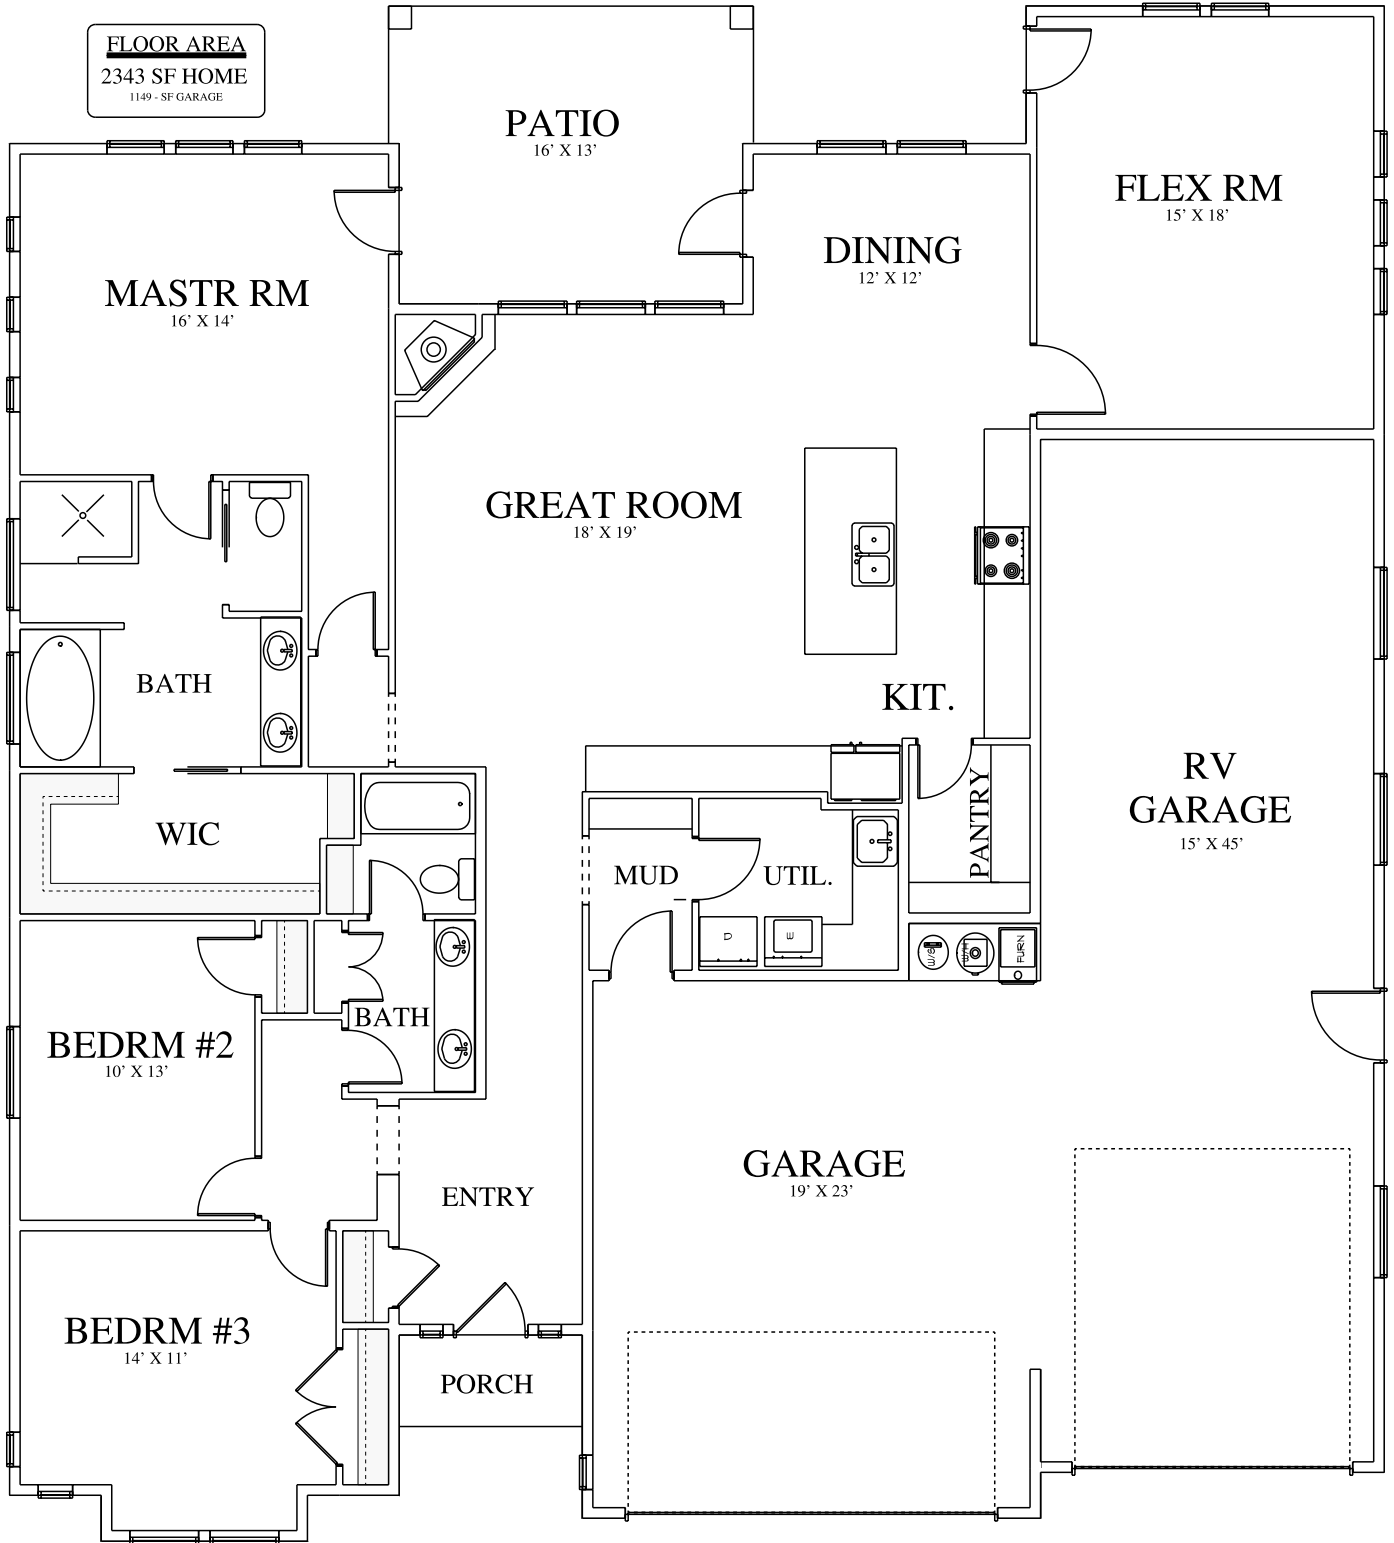 FLOOR AREA
2343 SF HOME
1149 - SF GARAGE
PATIO
16' X 13'
FLEX RM
15' X 18'
DINING
12' X 12'
MASTR RM
16' X 14'
GREAT ROOM
18' X 19'
BATH
KIT.
RV
GARAGE
15' X 45'
PANTRY
WIC
MUD
UTIL.
D
W/S
W/H
FURN
BATH
BEDRM #2
10' X 13'
GARAGE
19' X 23'
ENTRY
BEDRM #3
14' X 11'
PORCH